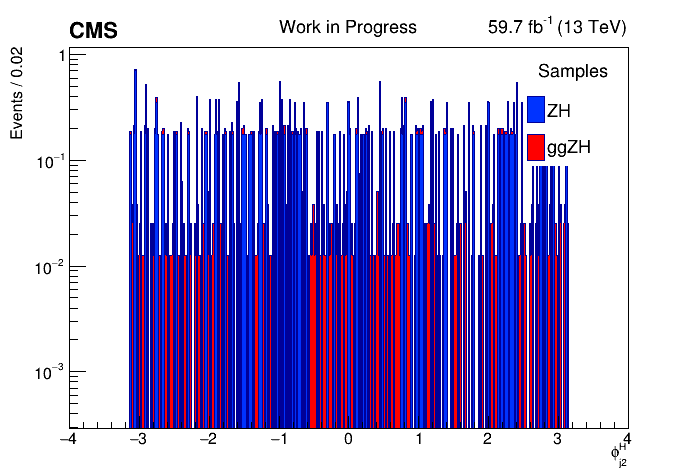 CMS Work in Progress 59.7 fb⁻¹ (13 TeV)
Events / 0.02
Samples
ZH
ggZH
1
10⁻¹
10⁻²
10⁻³
−4 −3 −2 −1 0 1 2 3 4
ϕ^H_j2